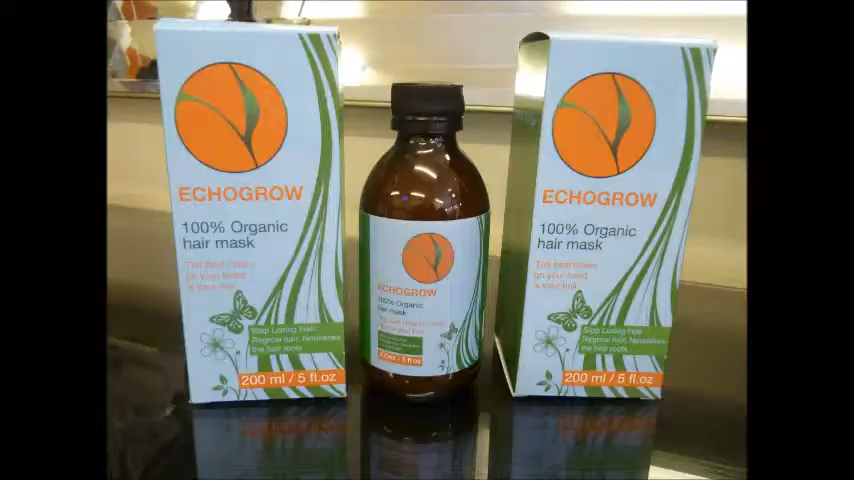 ECHOGROW
100% Organic
hair mask
The best crown
on your head
is your hair
Stop Losing Hair
Regrow hair, Nourishes
the hair roots
200 ml / 5 fl.oz
ECHOGROW
100% Organic
hair mask
200 ml / 5 fl.oz
ECHOGROW
100% Organic
hair mask
The best crown
on your head
is your hair
Stop Losing hair
Regrow hair, Nourishes
the hair roots
200 ml / 5 fl.oz